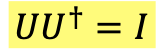 𝑼𝑼† = 𝑰